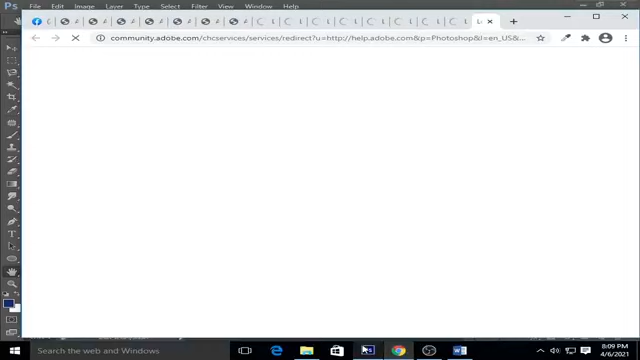 Ps File Edit Image Layer Type Select Filter View Window Help
community.adobe.com/chcservices/services/redirect?u=http://help.adobe.com&p=Photoshop&l=en_US&...
Search the web and Windows
8:09 PM
4/6/2021